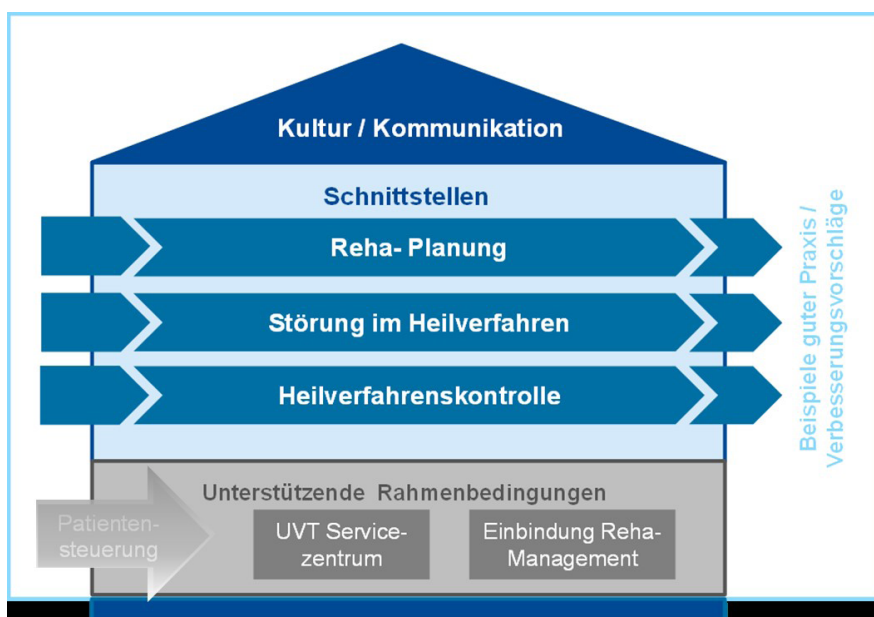 Kultur / Kommunikation
Schnittstellen
Reha- Planung
Störung im Heilverfahren
Heilverfahrenskontrolle
Unterstützende Rahmenbedingungen
Patienten-
steuerung
UVT Service-
zentrum
Einbindung Reha-
Management
Beispiele guter Praxis /
Verbesserungsvorschläge